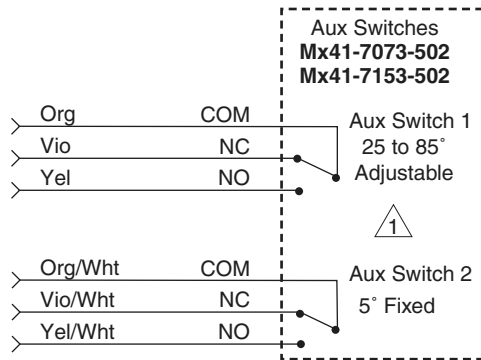 Aux Switches
Mx41-7073-502
Mx41-7153-502
Org COM
Vio NC
Yel NO
Aux Switch 1
25 to 85°
Adjustable
1
Org/Wht COM
Vio/Wht NC
Yel/Wht NO
Aux Switch 2
5° Fixed